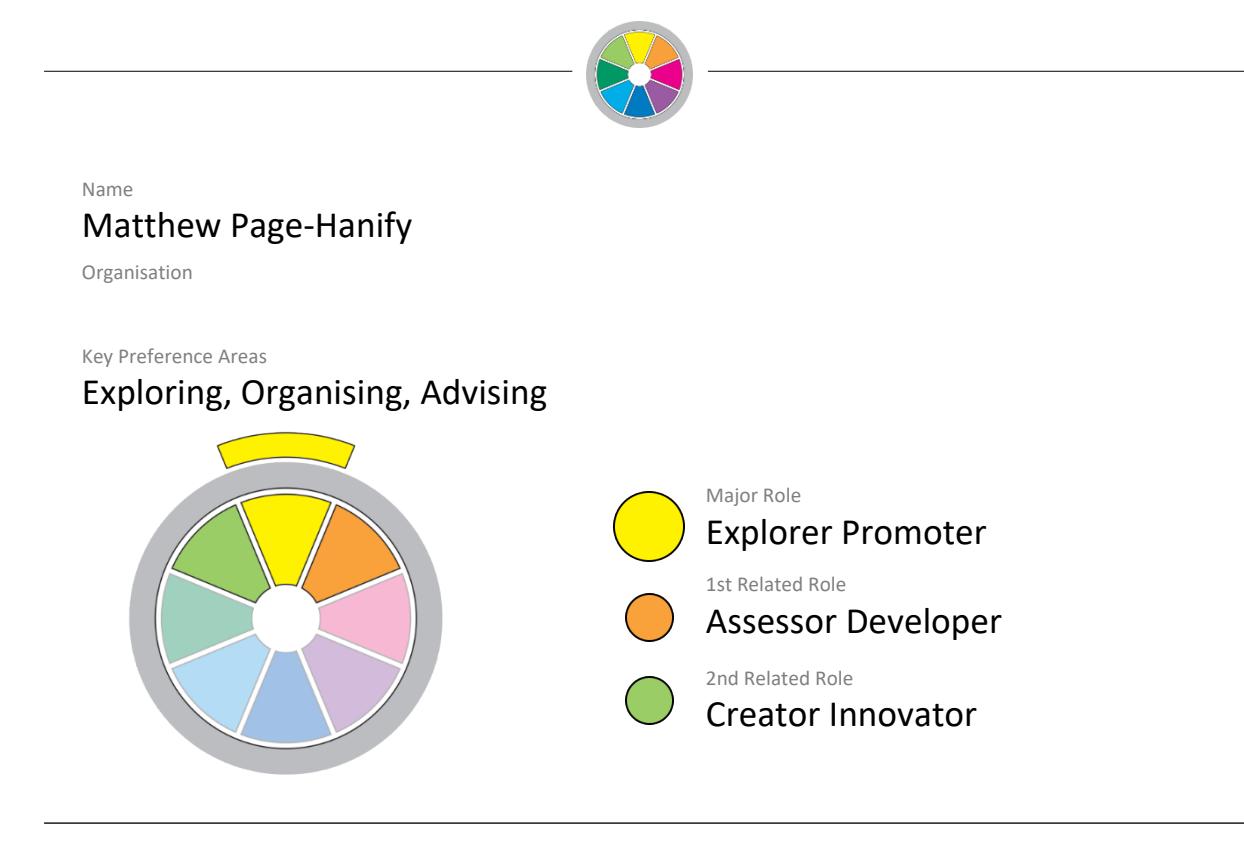 Name
Matthew Page-Hanify
Organisation
Key Preference Areas
Exploring, Organising, Advising
Major Role
Explorer Promoter
1st Related Role
Assessor Developer
2nd Related Role
Creator Innovator